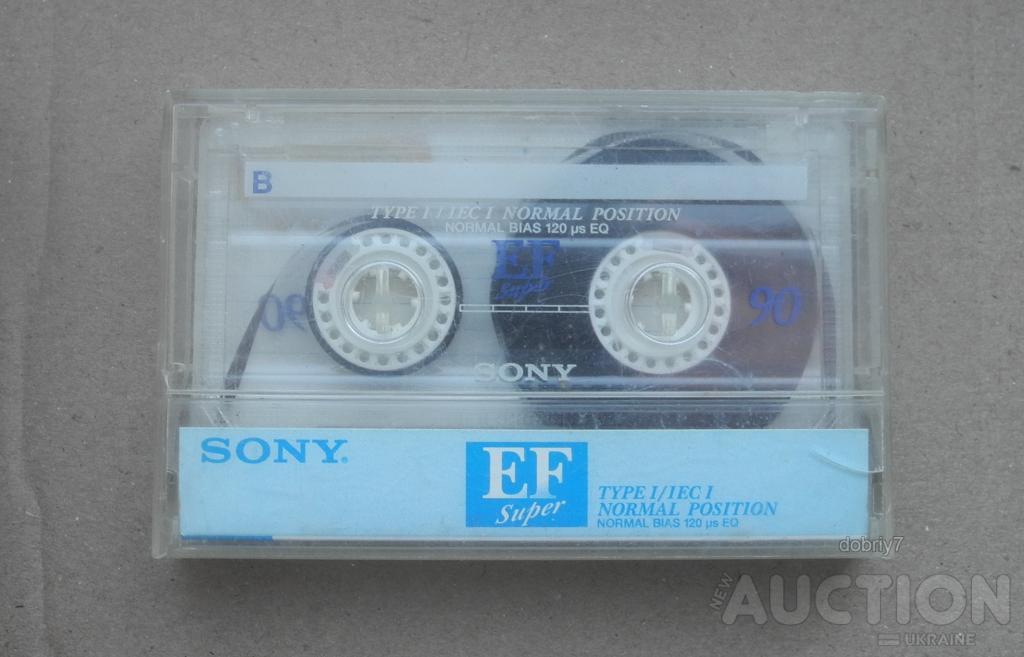 B
TYPE I/IEC I NORMAL POSITION
NORMAL BIAS 120 µs EQ
EF
Super
90
90
SONY
SONY.
EF
Super
TYPE I/IEC I
NORMAL POSITION
NORMAL BIAS 120 µs EQ
dobriy7
NEW
AUCTION
UKRAINE